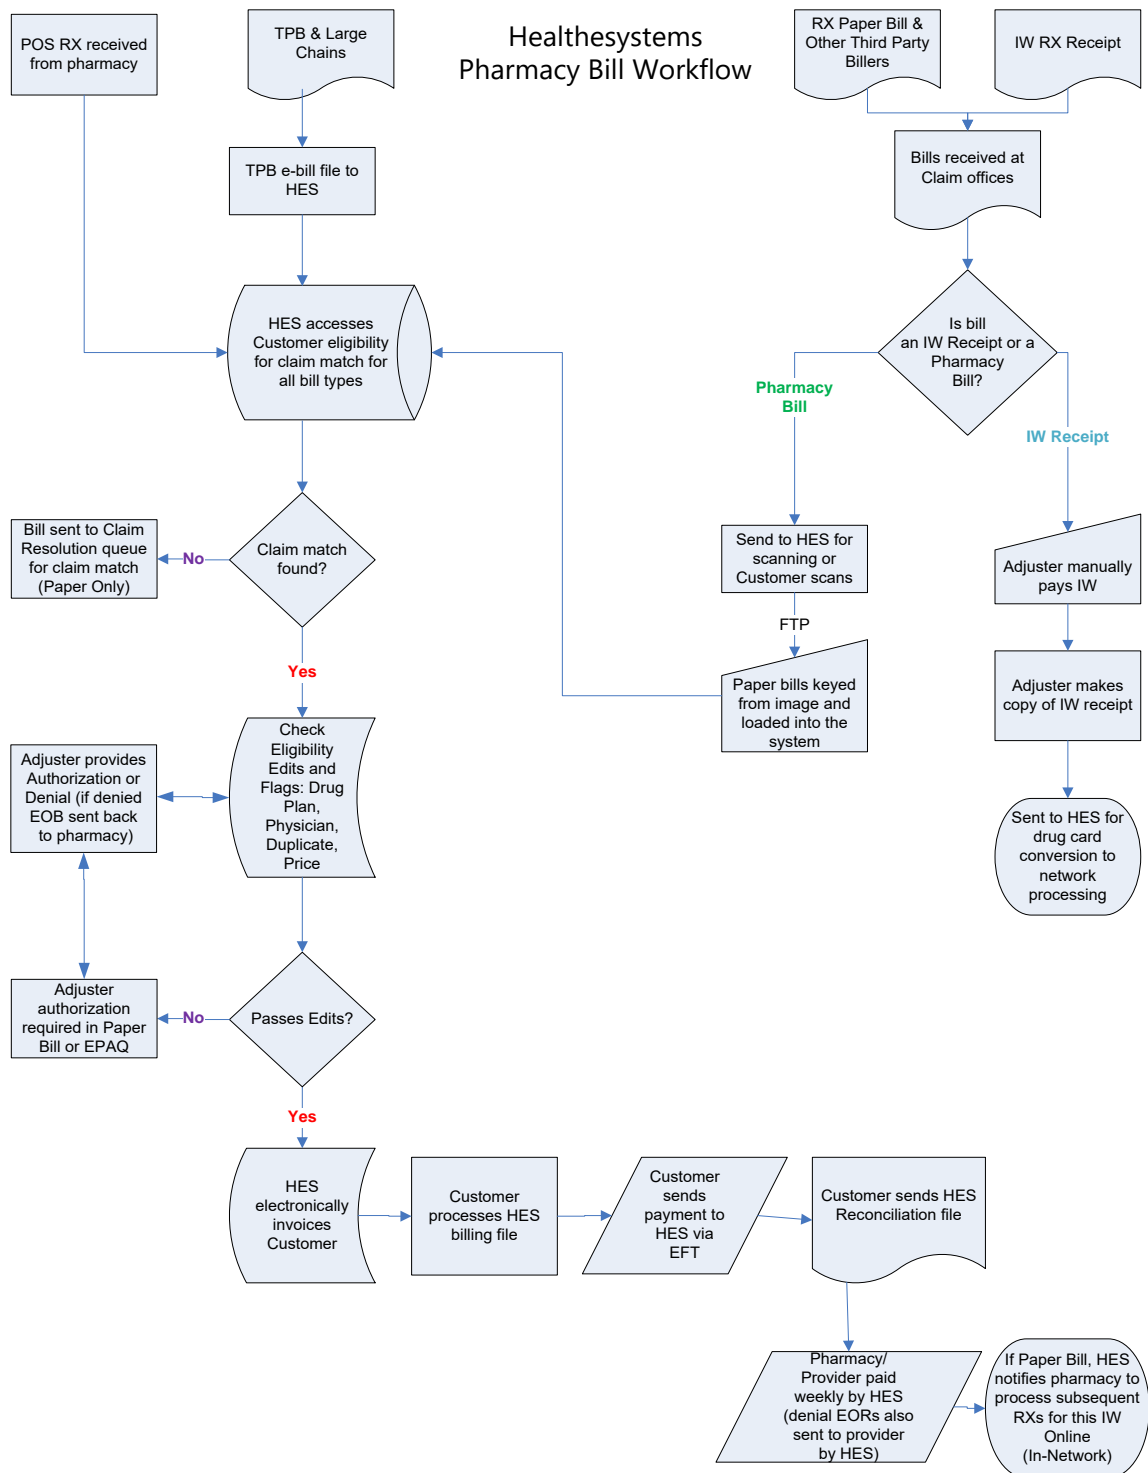 Healthesystems
Pharmacy Bill Workflow
POS RX received
from pharmacy
TPB & Large
Chains
RX Paper Bill &
Other Third Party
Billers
IW RX Receipt
TPB e-bill file to
HES
Bills received at
Claim offices
HES accesses
Customer eligibility
for claim match for
all bill types
Is bill
an IW Receipt or a
Pharmacy
Bill?
Pharmacy
Bill
IW Receipt
Bill sent to Claim
Resolution queue
for claim match
(Paper Only)
No
Claim match
found?
Send to HES for
scanning or
Customer scans
Adjuster manually
pays IW
FTP
Yes
Paper bills keyed
from image and
loaded into the
system
Adjuster makes
copy of IW receipt
Adjuster provides
Authorization or
Denial (if denied
EOB sent back
to pharmacy)
Check
Eligibility
Edits and
Flags: Drug
Plan,
Physician,
Duplicate,
Price
Sent to HES for
drug card
conversion to
network
processing
Adjuster
authorization
required in Paper
Bill or EPAQ
No
Passes Edits?
Yes
HES
electronically
invoices
Customer
Customer
processes HES
billing file
Customer
sends
payment to
HES via
EFT
Customer sends HES
Reconciliation file
Pharmacy/
Provider paid
weekly by HES
(denial EORs also
sent to provider
by HES)
If Paper Bill, HES
notifies pharmacy to
process subsequent
RXs for this IW
Online
(In-Network)